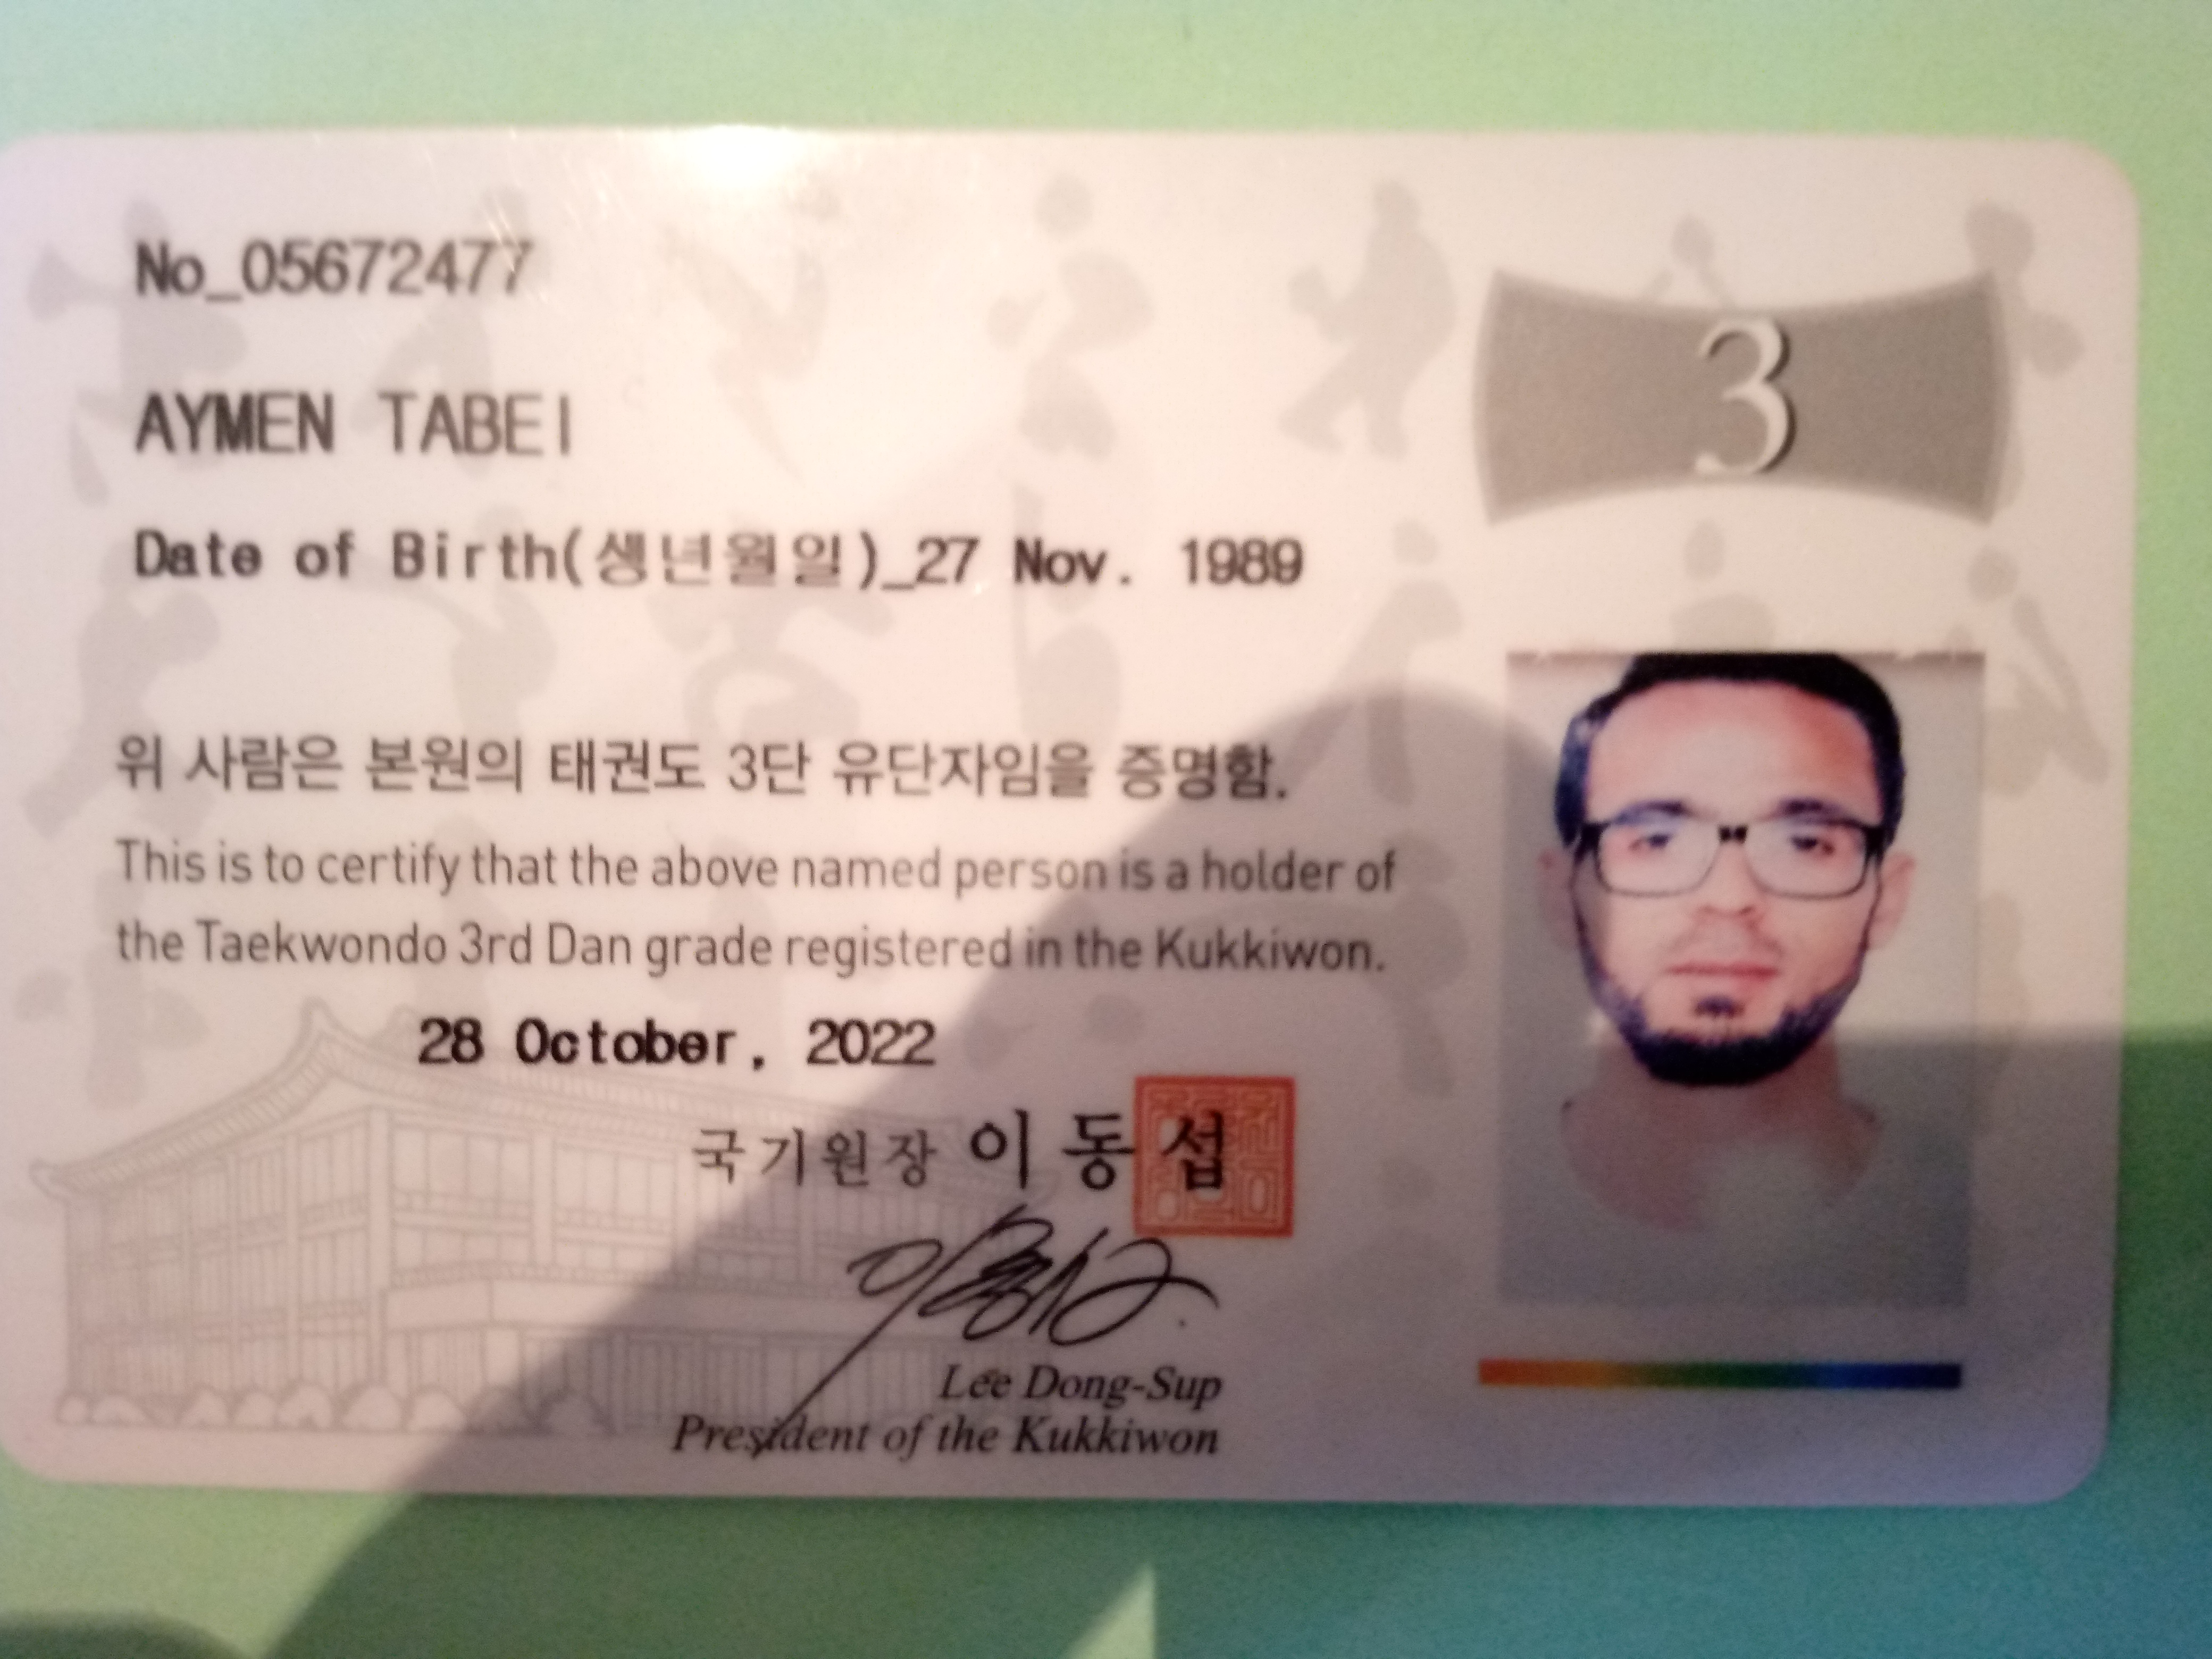 No_05672477
3
AYMEN TABEI
Date of Birth(생년월일)_27 Nov. 1989
위 사람은 본원의 태권도 3단 유단자임을 증명함.
This is to certify that the above named person is a holder of
the Taekwondo 3rd Dan grade registered in the Kukkiwon.
28 October, 2022
국기원장 이동섭
Lee Dong-Sup
President of the Kukkiwon